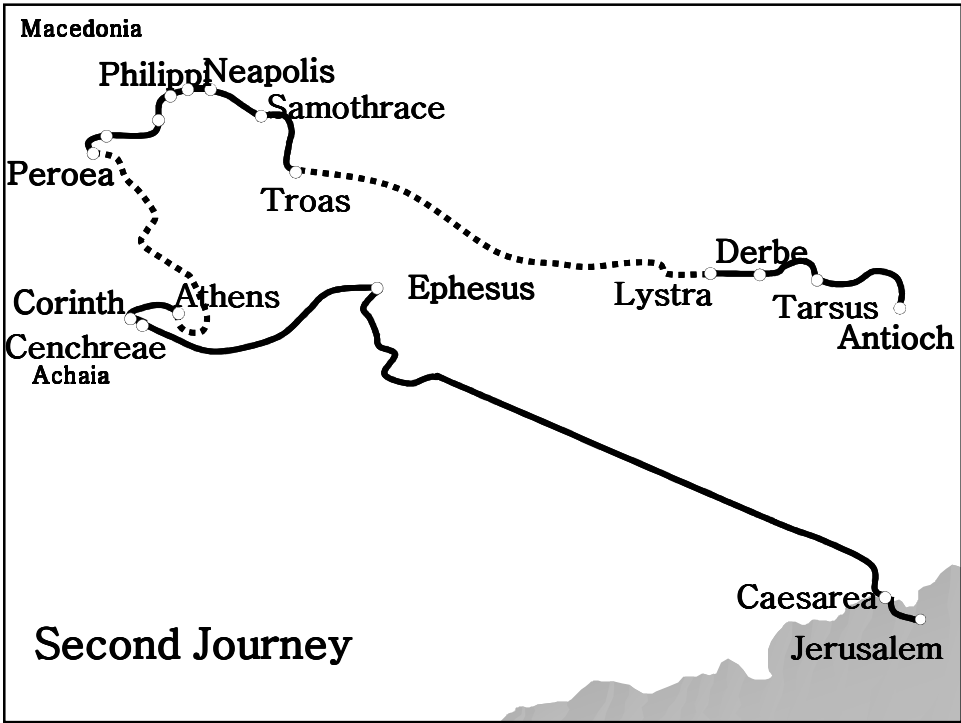 Macedonia
Philippi
Neapolis
Samothrace
Peroea
Troas
Derbe
Lystra
Tarsus
Antioch
Ephesus
Athens
Corinth
Cenchreae
Achaia
Caesarea
Jerusalem
Second Journey